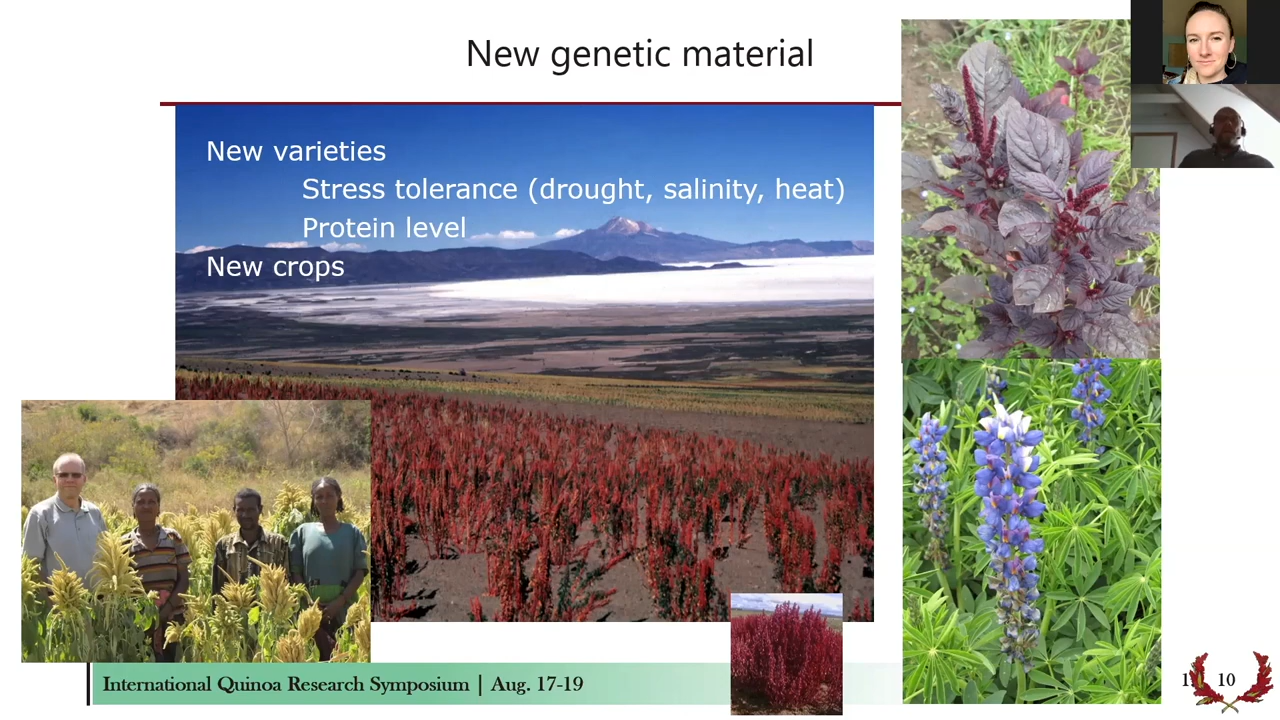 New genetic material
New varieties
Stress tolerance (drought, salinity, heat)
Protein level
New crops
International Quinoa Research Symposium | Aug. 17-19
10